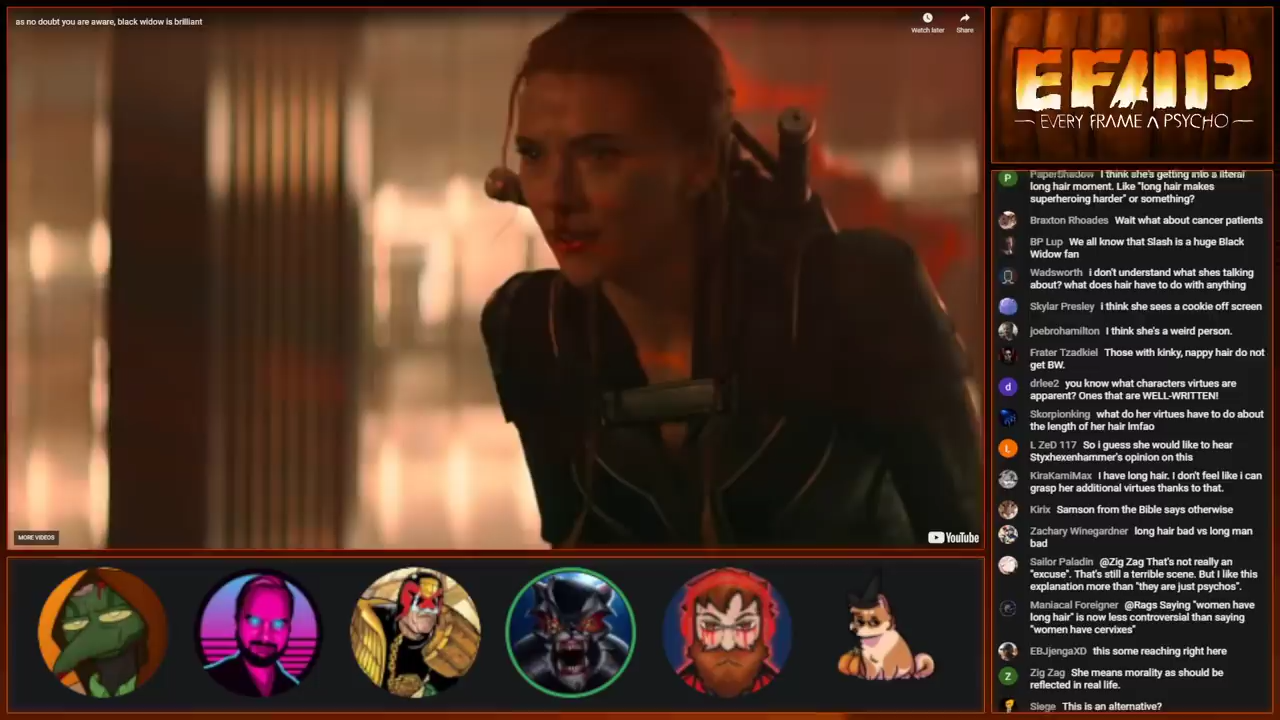 as no doubt you are aware, black widow is brilliant
Watch later
Share
MORE VIDEOS
YouTube
EFAP
EVERY FRAME A PSYCHO
P
PaperShadow I think she's getting into a literal
long hair moment. Like "long hair makes
superheroing harder" or something?
Braxton Rhoades Wait what about cancer patients
BP Lup We all know that Slash is a huge Black
Widow fan
Wadsworth i don't understand what shes talking
about? what does hair have to do with anything
Skylar Presley i think she sees a cookie off screen
joebrohamilton I think she's a weird person.
Frater Tzadkiel Those with kinky, nappy hair do not
get BW.
d
drlee2 you know what characters virtues are
apparent? Ones that are WELL-WRITTEN!
Skorpionking what do her virtues have to do about
the length of her hair lmfao
L
L ZeD 117 So i guess she would like to hear
Styxhexenhammer's opinion on this
KiraKamiMax I have long hair. I don't feel like i can
grasp her additional virtues thanks to that.
Kirix Samson from the Bible says otherwise
Zachary Winegardner long hair bad vs long man
bad
Sailor Paladin @Zig Zag That's not really an
"excuse". That's still a terrible scene. But I like this
explanation more than "they are just psychos".
Maniacal Foreigner @Rags Saying "women have
long hair" is now less controversial than saying
"women have cervixes"
EBJjengaXD this some reaching right here
Z
Zig Zag She means morality as should be
reflected in real life.
Siege This is an alternative?